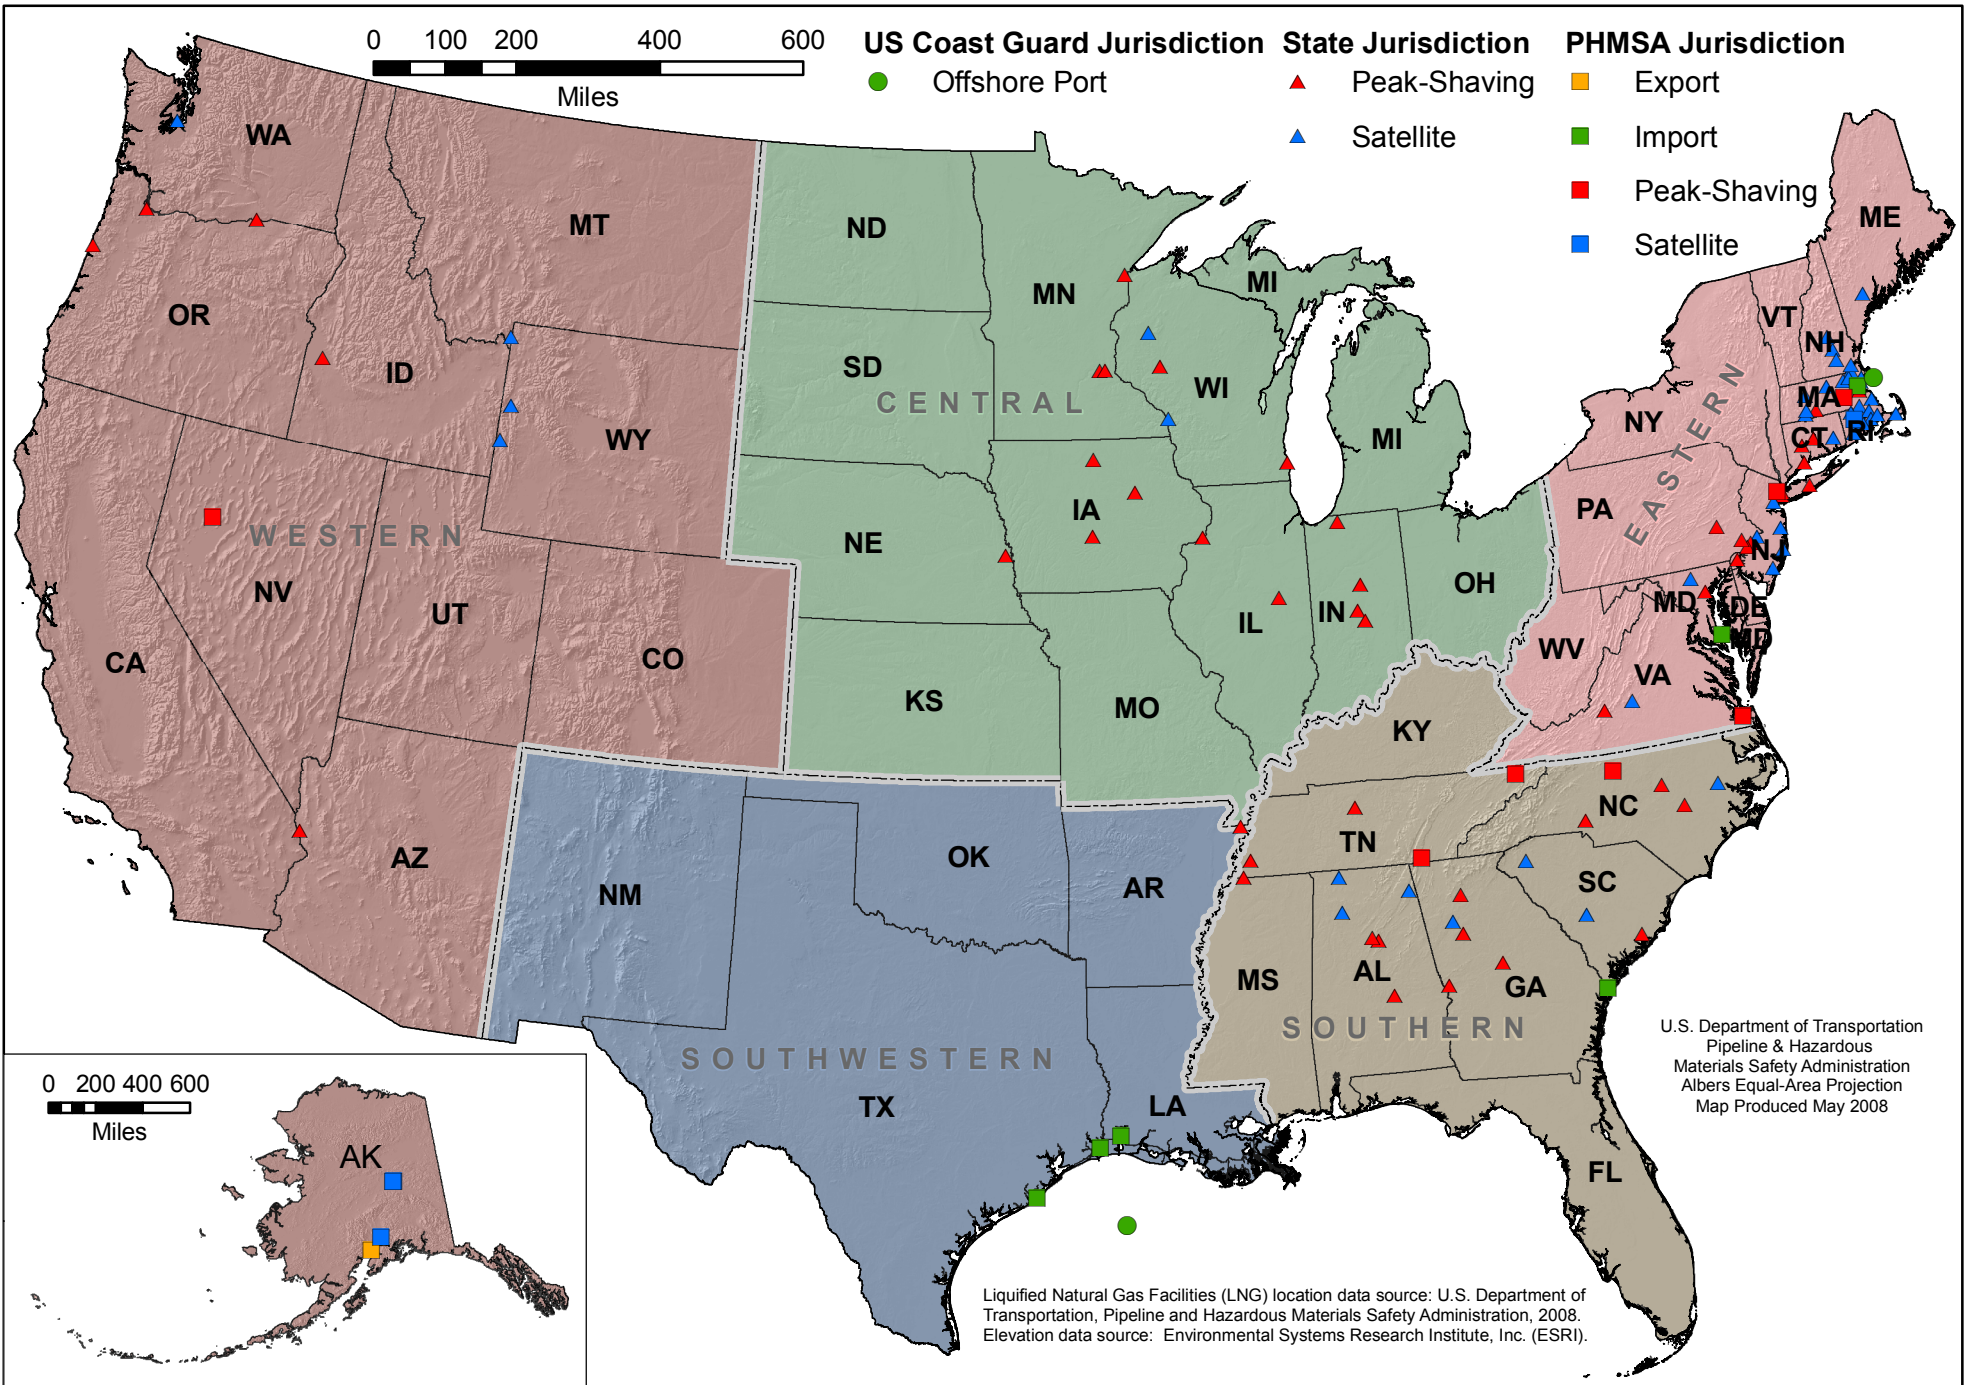 0 100 200 400 600
Miles
US Coast Guard Jurisdiction
Offshore Port
State Jurisdiction
Peak-Shaving
Satellite
PHMSA Jurisdiction
Export
Import
Peak-Shaving
Satellite
WA
MT
ND
MN
MI
ME
OR
ID
SD
WI
MI
VT
NH
NY
MA
CT
RI
WY
CENTRAL
EASTERN
WESTERN
NV
UT
CO
CA
NE
IA
IL
IN
OH
PA
NJ
MD
DE
MD
WV
VA
KS
MO
KY
AZ
NM
OK
AR
TN
NC
SC
MS
AL
GA
SOUTHERN
SOUTHWESTERN
TX
LA
FL
U.S. Department of Transportation
Pipeline & Hazardous
Materials Safety Administration
Albers Equal-Area Projection
Map Produced May 2008
0 200 400 600
Miles
AK
Liquified Natural Gas Facilities (LNG) location data source: U.S. Department of
Transportation, Pipeline and Hazardous Materials Safety Administration, 2008.
Elevation data source: Environmental Systems Research Institute, Inc. (ESRI).